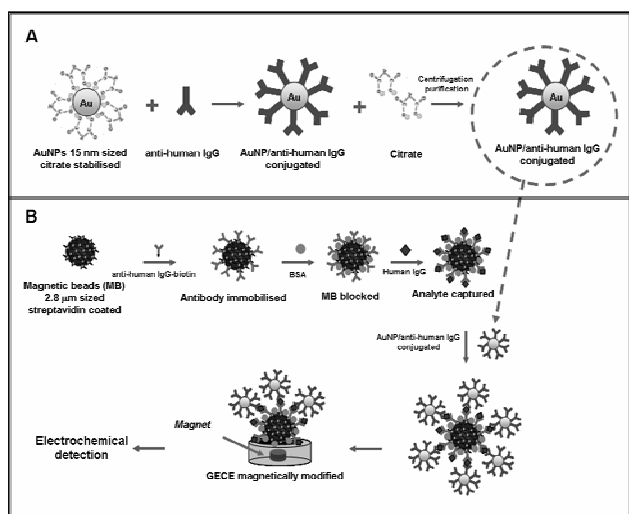 A
Au
AuNPs 15 nm sized
citrate stabilised
+
anti-human IgG
Au
AuNP/anti-human IgG
conjugated
+
Citrate
Centrifugation
purification
Au
AuNP/anti-human IgG
conjugated
B
Magnetic beads (MB)
2.8 µm sized
streptavidin coated
anti-human IgG-biotin
Antibody immobilised
BSA
MB blocked
Human IgG
Analyte captured
AuNP/anti-human IgG
conjugated
Magnet
GECE magnetically modified
Electrochemical
detection